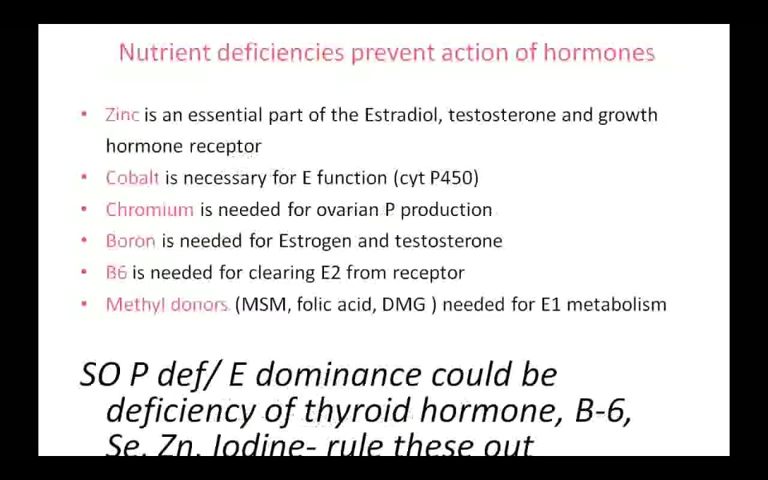 Nutrient deficiencies prevent action of hormones
• Zinc is an essential part of the Estradiol, testosterone and growth
hormone receptor
• Cobalt is necessary for E function (cyt P450)
• Chromium is needed for ovarian P production
• Boron is needed for Estrogen and testosterone
• B6 is needed for clearing E2 from receptor
• Methyl donors (MSM, folic acid, DMG ) needed for E1 metabolism
SO P def/ E dominance could be
deficiency of thyroid hormone, B-6,
Se, Zn, Iodine- rule these out